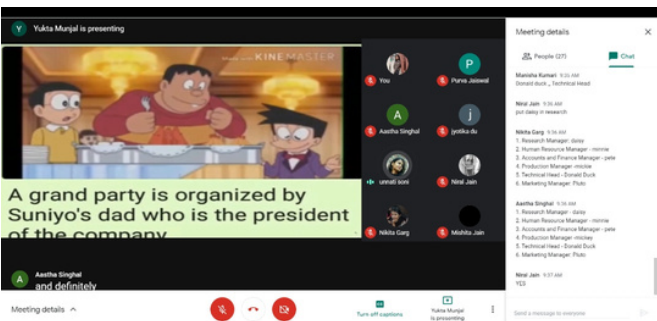 Y Yukta Munjal is presenting
Made with KINEMASTER
A grand party is organized by
Suniyo's dad who is the president
of the company
You
P
Purva Jaiswal
A
Aastha Singhal
j
jyotika du
unnati soni
Niral Jain
Nikita Garg
Mishita Jain
A Aastha Singhal
and definitely
Meeting details
Turn off captions
Yukta Munjal
is presenting
Meeting details
People (27)
Chat
Manisha Kumari 9:35 AM
Donald duck ,, Technical Head
Niral Jain 9:36 AM
put daisy in research
Nikita Garg 9:36 AM
1. Research Manager- daisy
2. Human Resource Manager - minnie
3. Accounts and Finance Manager - pete
4. Production Manager -mickie
5. Technical Head - Donald Duck
6. Marketing Manager: Pluto
Aastha Singhal 9:36 AM
1. Research Manager - daisy
2. Human Resource Manager - minnie
3. Accounts and Finance Manager - pete
4. Production Manager -mickey
5. Technical Head - Donald Duck
6. Marketing Manager: Pluto
Niral Jain 9:37 AM
YES
Send a message to everyone